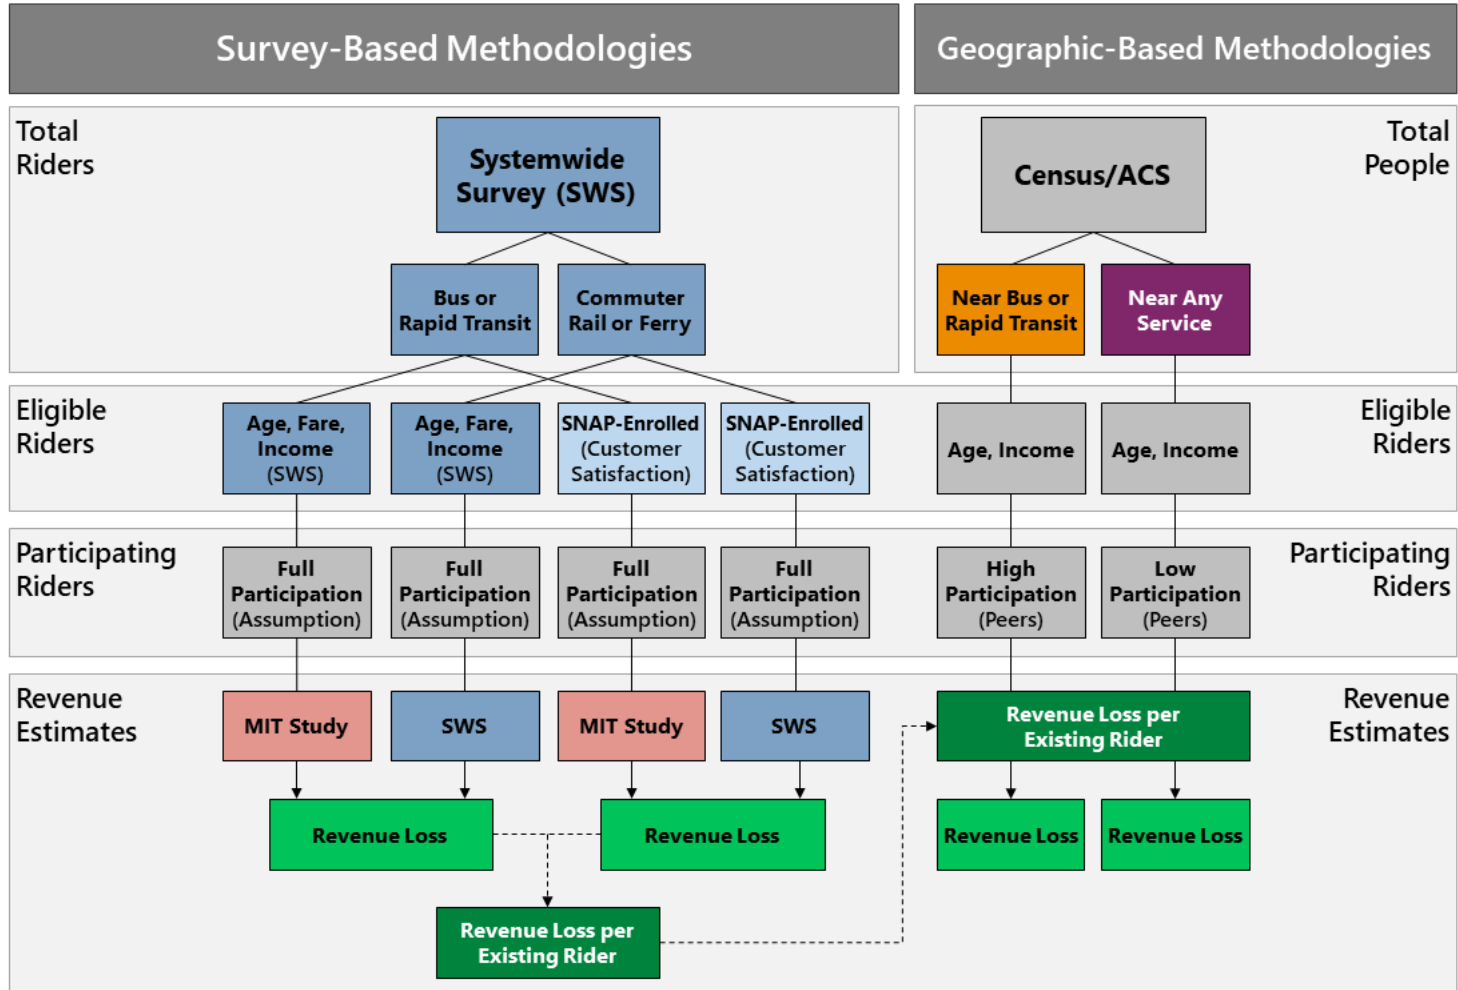 Survey-Based Methodologies
Geographic-Based Methodologies
Total
Riders
Systemwide
Survey (SWS)
Census/ACS
Total
People
Bus or
Rapid Transit
Commuter
Rail or Ferry
Near Bus or
Rapid Transit
Near Any
Service
Eligible
Riders
Age, Fare,
Income
(SWS)
Age, Fare,
Income
(SWS)
SNAP-Enrolled
(Customer
Satisfaction)
SNAP-Enrolled
(Customer
Satisfaction)
Age, Income
Age, Income
Eligible
Riders
Participating
Riders
Full
Participation
(Assumption)
Full
Participation
(Assumption)
Full
Participation
(Assumption)
Full
Participation
(Assumption)
High
Participation
(Peers)
Low
Participation
(Peers)
Participating
Riders
Revenue
Estimates
MIT Study
SWS
MIT Study
SWS
Revenue Loss per
Existing Rider
Revenue
Estimates
Revenue Loss
Revenue Loss
Revenue Loss
Revenue Loss
Revenue Loss per
Existing Rider